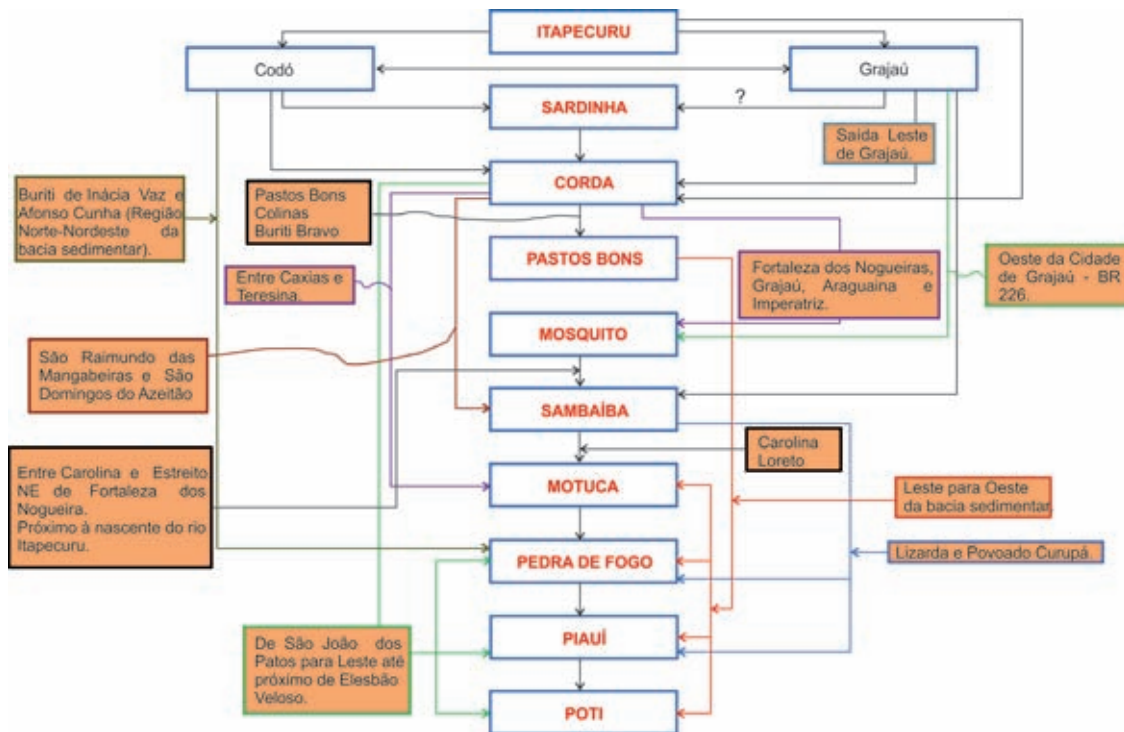 ITAPECURU
Codó
Grajaú
?
SARDINHA
Saída Leste
de Grajaú.
CORDA
Buriti de Inácia Vaz e
Afonso Cunha (Região
Norte-Nordeste da
bacia sedimentar).
Pastos Bons
Colinas
Buriti Bravo
PASTOS BONS
Entre Caxias e
Teresina.
Fortaleza dos Nogueiras,
Grajaú, Araguaina e
Imperatriz.
Oeste da Cidade
de Grajaú - BR
226.
MOSQUITO
São Raimundo das
Mangabeiras e São
Domingos do Azeitão
SAMBAÍBA
Carolina
Loreto
Entre Carolina e Estreito
NE de Fortaleza dos
Nogueira.
Próximo à nascente do rio
Itapecuru.
MOTUCA
Leste para Oeste
da bacia sedimentar.
PEDRA DE FOGO
Lizarda e Povoado Curupá.
PIAUÍ
De São João dos
Patos para Leste até
próximo de Elesbão
Veloso.
POTI